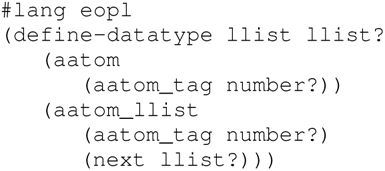 #lang eopl
(define-datatype llist llist?
   (aatom
      (aatom_tag number?))
   (aatom_llist
      (aatom_tag number?)
      (next llist?)))